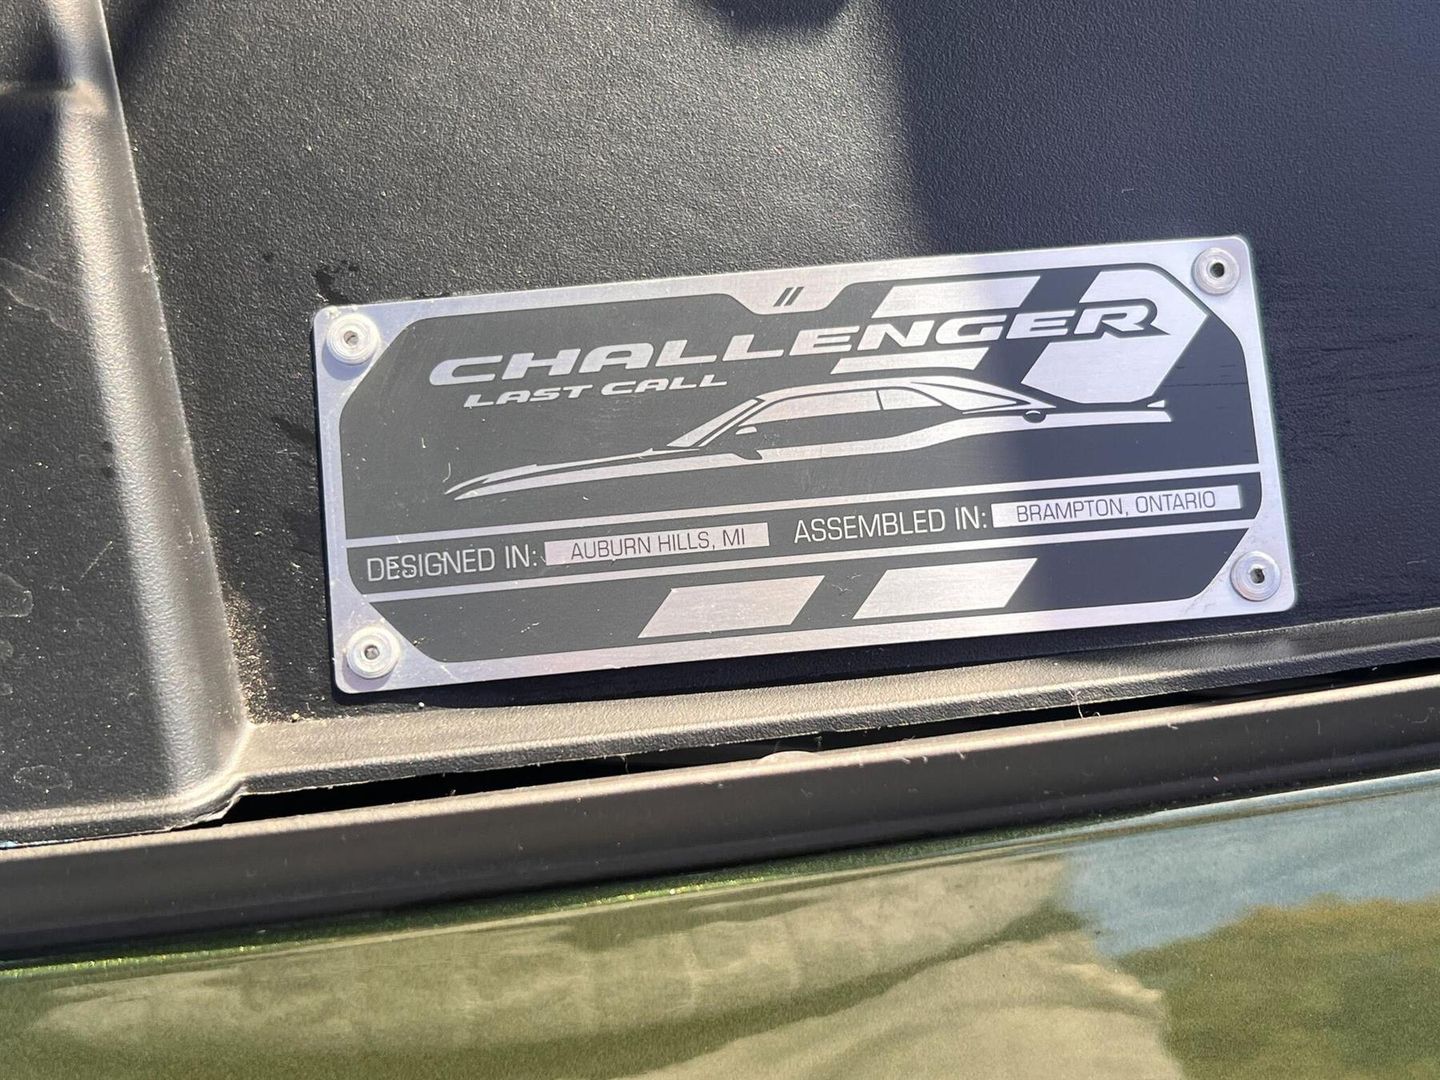 CHALLENGER
LAST CALL
DESIGNED IN: AUBURN HILLS, MI ASSEMBLED IN: BRAMPTON, ONTARIO